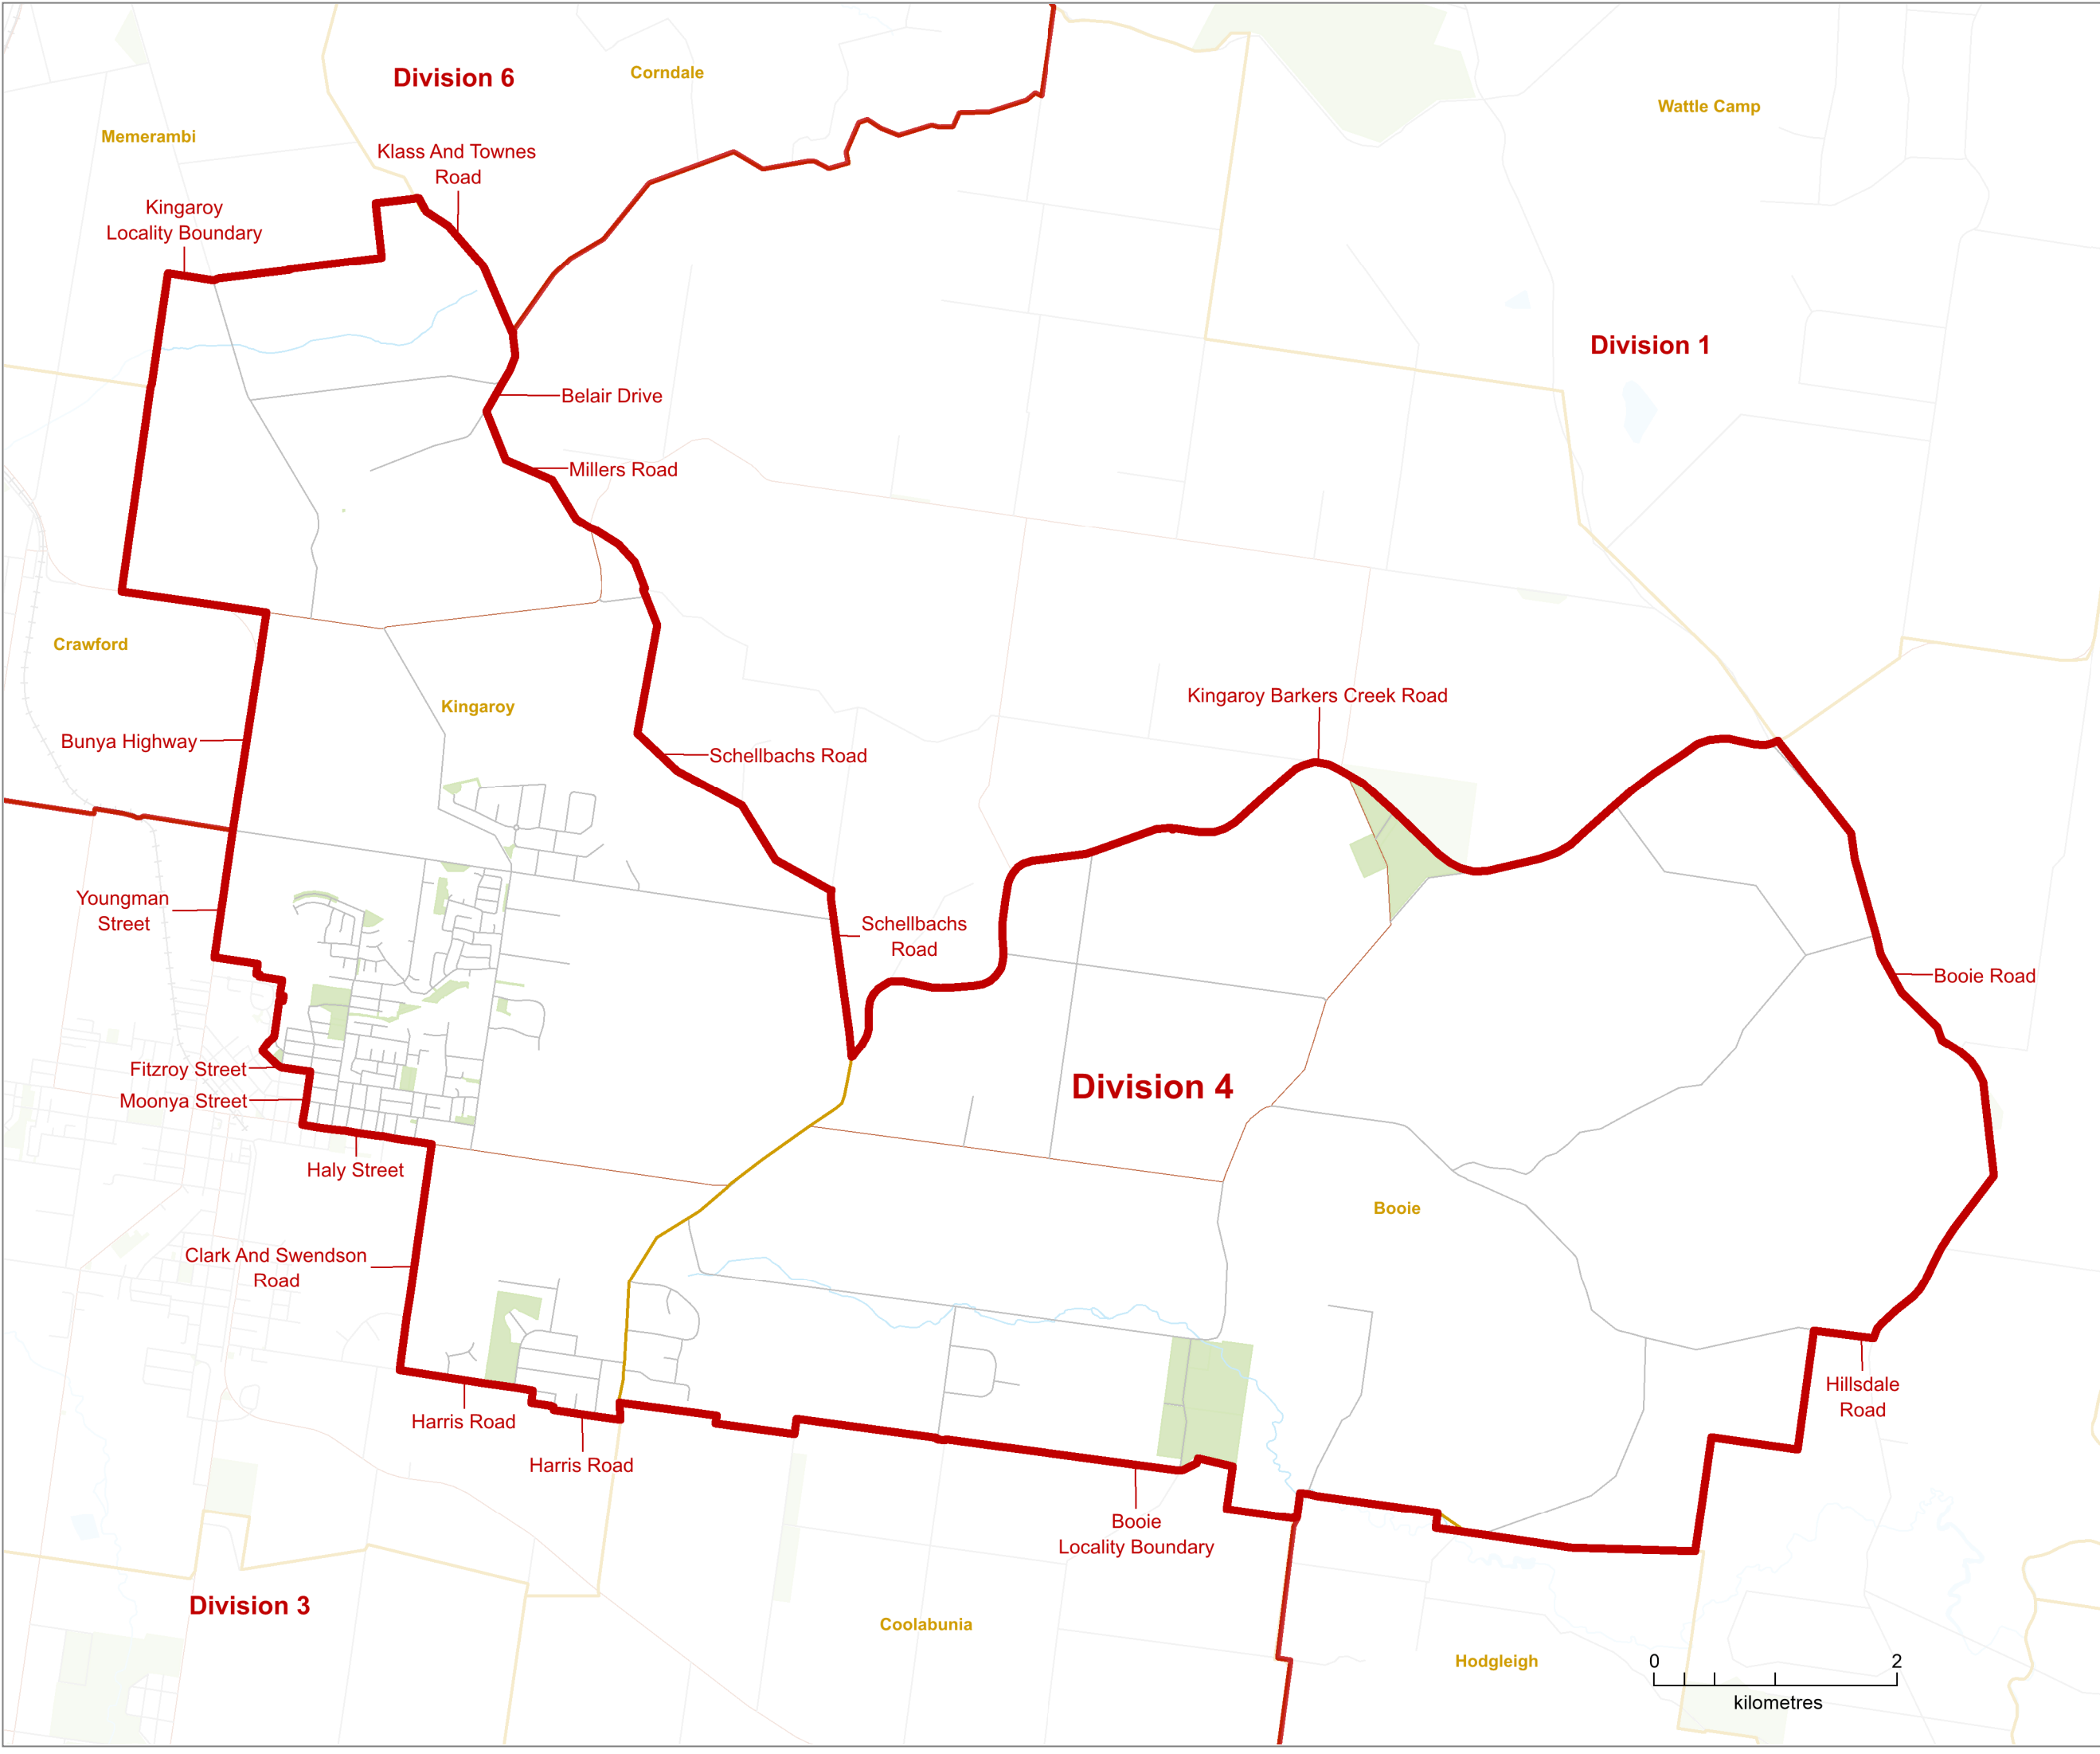 Division 6
Corndale
Wattle Camp
Memerambi
Klass And Townes
Road
Kingaroy
Locality Boundary
Division 1
Belair Drive
Millers Road
Crawford
Kingaroy
Kingaroy Barkers Creek Road
Bunya Highway
Schellbachs Road
Youngman
Street
Schellbachs
Road
Booie Road
Fitzroy Street
Division 4
Moonya Street
Haly Street
Booie
Clark And Swendson
Road
Hillsdale
Road
Harris Road
Harris Road
Booie
Locality Boundary
Division 3
Coolabunia
Hodgleigh
0 2
kilometres